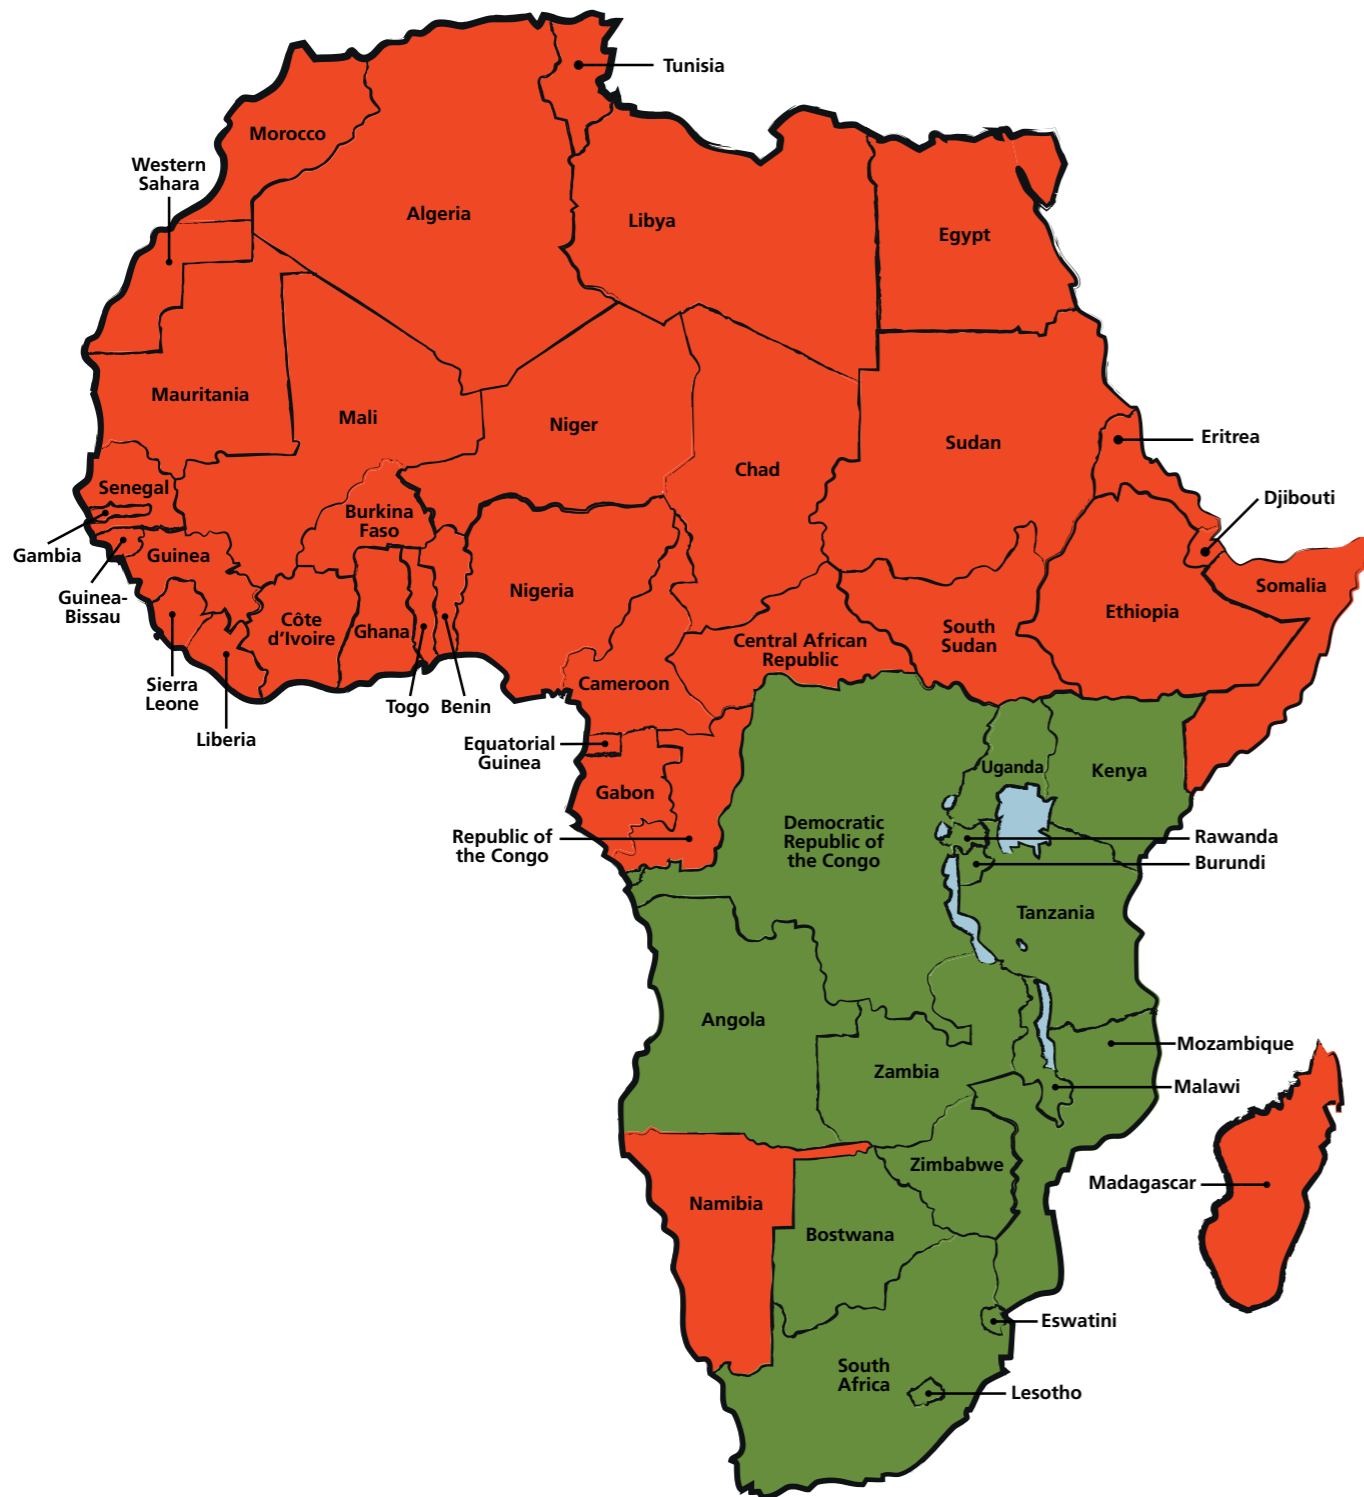 Tunisia
Morocco
Western
Sahara
Algeria
Libya
Egypt
Mauritania
Mali
Niger
Chad
Sudan
Eritrea
Senegal
Djibouti
Burkina
Faso
Gambia
Guinea
Guinea-
Bissau
Nigeria
Somalia
Ethiopia
Côte
d'Ivoire
Ghana
South
Sudan
Central African
Republic
Sierra
Leone
Togo
Benin
Cameroon
Liberia
Equatorial
Guinea
Uganda
Kenya
Gabon
Democratic
Republic of
the Congo
Republic of
the Congo
Rawanda
Burundi
Tanzania
Angola
Mozambique
Zambia
Malawi
Zimbabwe
Madagascar
Namibia
Bostwana
Eswatini
South
Africa
Lesotho